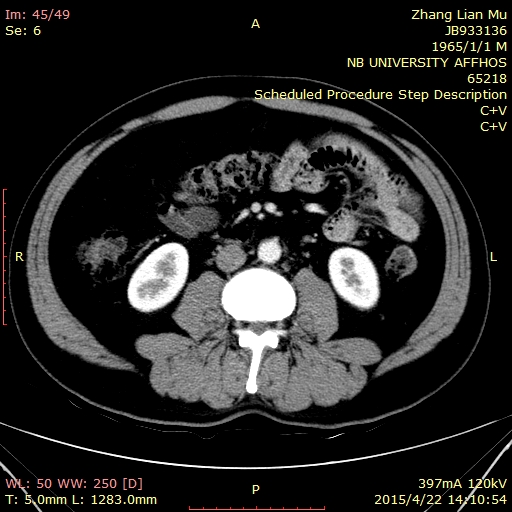 Im: 45/49
Se: 6
A
Zhang Lian Mu
JB933136
1965/1/1 M
NB UNIVERSITY AFFHOS
65218
Scheduled Procedure Step Description
C+V
C+V
R
L
WL: 50 WW: 250 [D]
T: 5.0mm L: 1283.0mm
P
397mA 120kV
2015/4/22 14:10:54